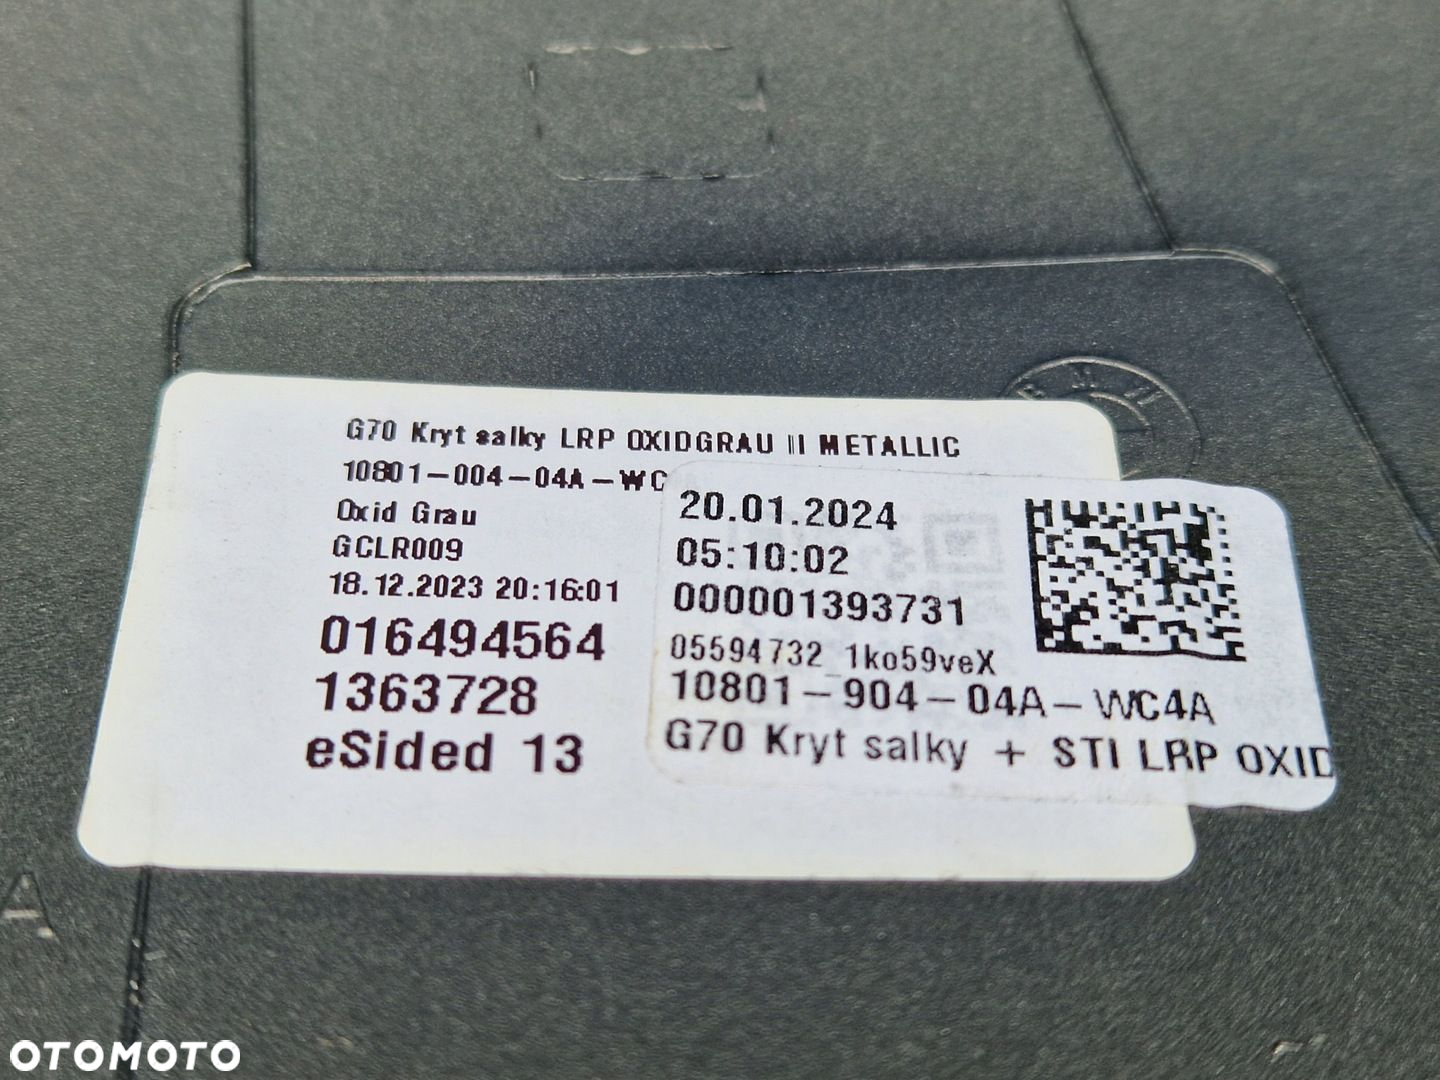 BMW
G70 Kryt salky LRP OXIDGRAU II METALLIC
10801-004-04A-WC
Oxid Grau
GCLR009
18.12.2023 20:16:01
016494564
1363728
eSided 13
20.01.2024
05:10:02
000001393731
05594732_1ko59veX
10801-904-04A-WC4A
G70 Kryt salky + STI LRP OXID
A
OTOMOTO